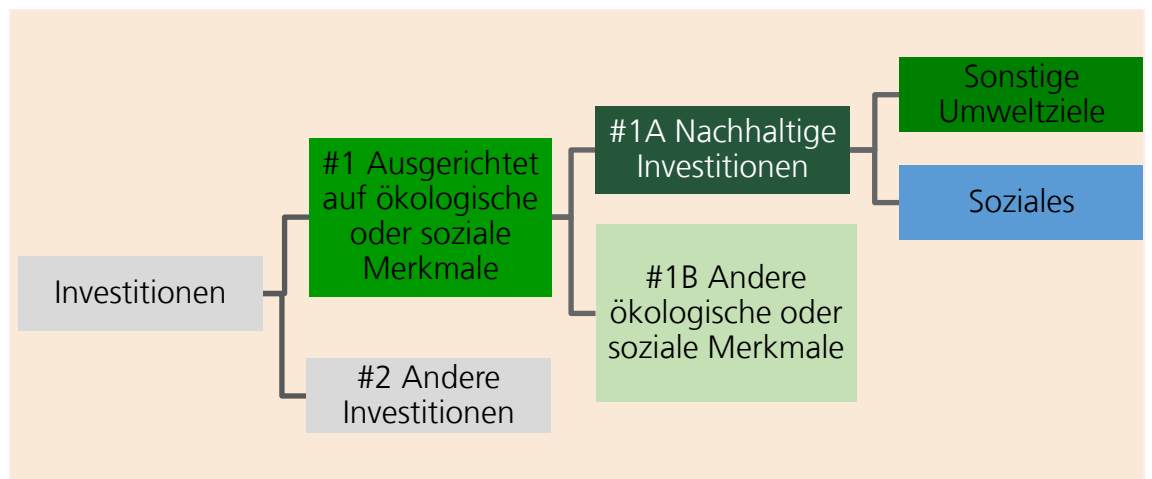 Investitionen
#1 Ausgerichtet
auf ökologische
oder soziale
Merkmale
#2 Andere
Investitionen
#1A Nachhaltige
Investitionen
#1B Andere
ökologische oder
soziale Merkmale
Sonstige
Umweltziele
Soziales